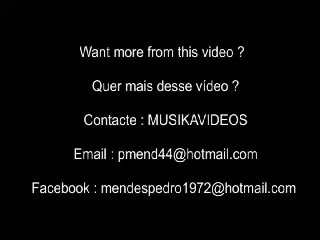 Want more from this video ?
Quer mais desse vídeo ?
Contacte : MUSIKAVIDEOS
Email : pmend44@hotmail.com
Facebook : mendespedro1972@hotmail.com